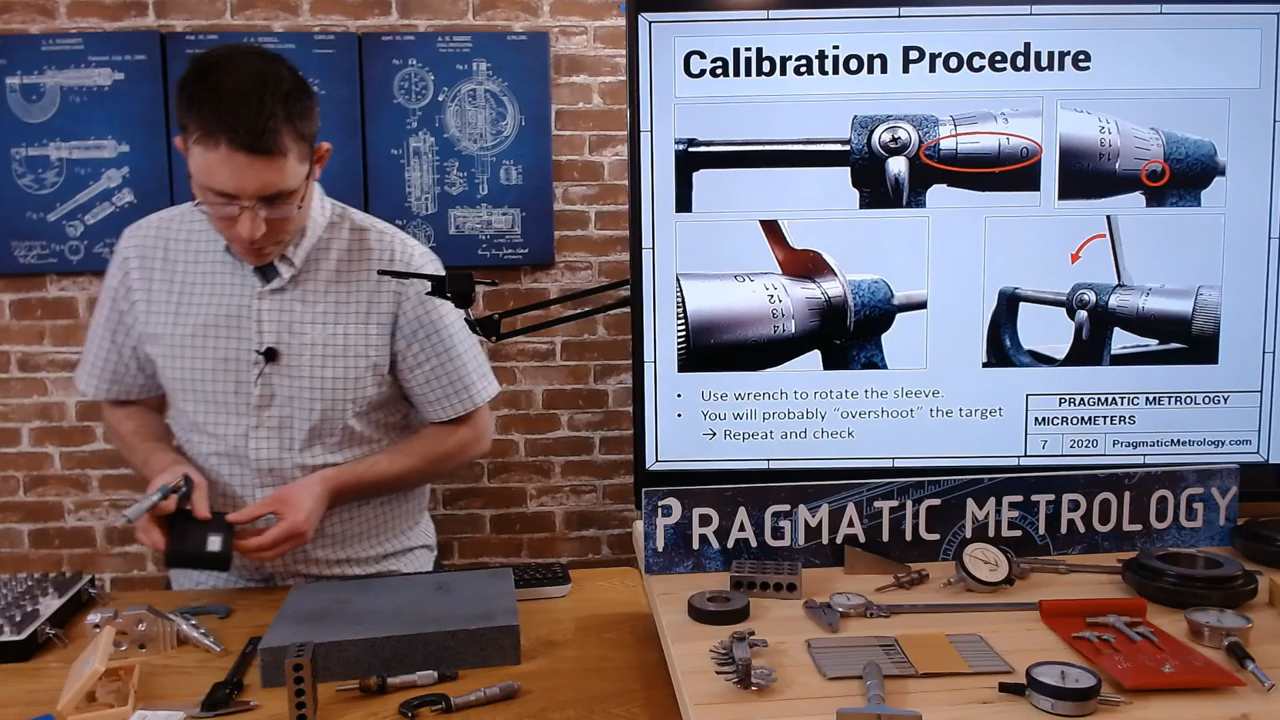 Calibration Procedure
• Use wrench to rotate the sleeve.
• You will probably “overshoot” the target
→ Repeat and check
PRAGMATIC METROLOGY
MICROMETERS
7 2020 PragmaticMetrology.com
PRAGMATIC METROLOGY